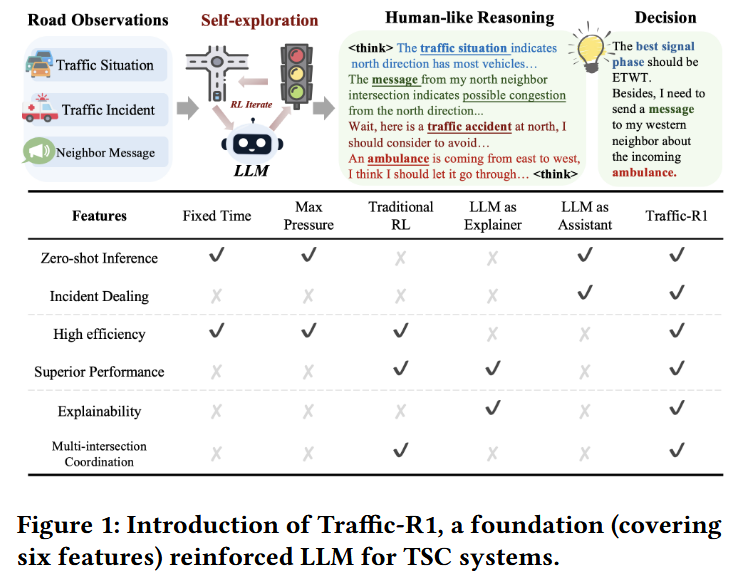 Road Observations
Traffic Situation
Traffic Incident
Neighbor Message
Self-exploration
RL Iterate
LLM
Human-like Reasoning
<think> The traffic situation indicates
north direction has most vehicles…
The message from my north neighbor
intersection indicates possible congestion
from the north direction...
Wait, here is a traffic accident at north, I
should consider to avoid…
An ambulance is coming from east to west,
I think I should let it go through… <think>
Decision
The best signal
phase should be
ETWT.
Besides, I need to
send a message
to my western
neighbor about
the incoming
ambulance.
Features Fixed Time Max Pressure Traditional RL LLM as Explainer LLM as Assistant Traffic-R1
Zero-shot Inference ✓ ✓ ✗ ✗ ✓ ✓
Incident Dealing ✗ ✗ ✗ ✗ ✓ ✓
High efficiency ✓ ✓ ✓ ✗ ✗ ✓
Superior Performance ✗ ✗ ✓ ✓ ✗ ✓
Explainability ✗ ✗ ✗ ✓ ✗ ✓
Multi-intersection Coordination ✗ ✗ ✓ ✗ ✗ ✓
Figure 1: Introduction of Traffic-R1, a foundation (covering
six features) reinforced LLM for TSC systems.